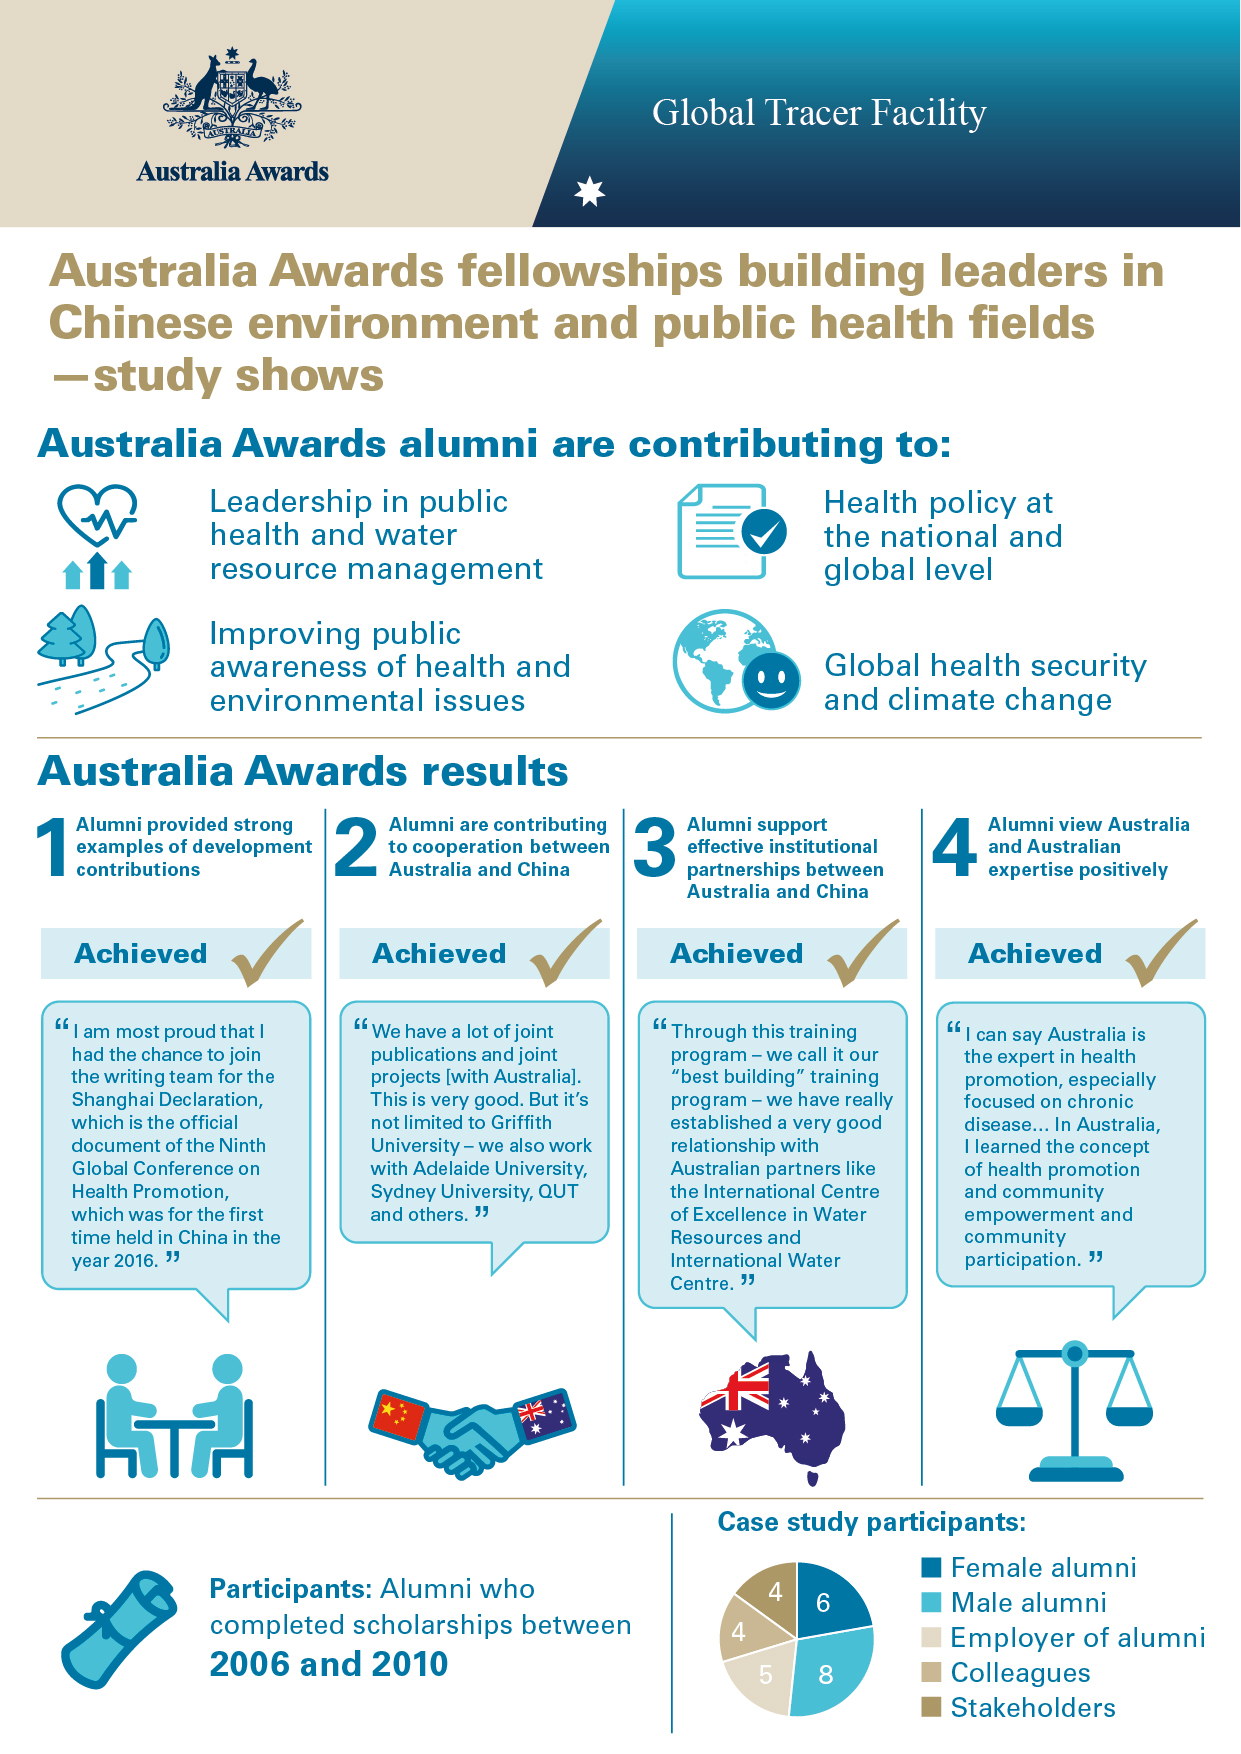 AUSTRALIA
Australia Awards
Global Tracer Facility
Australia Awards fellowships building leaders in
Chinese environment and public health fields
—study shows
Australia Awards alumni are contributing to:
Leadership in public
health and water
resource management
Health policy at
the national and
global level
Improving public
awareness of health and
environmental issues
Global health security
and climate change
Australia Awards results
1
Alumni provided strong
examples of development
contributions
Achieved
“ I am most proud that I
had the chance to join
the writing team for the
Shanghai Declaration,
which is the official
document of the Ninth
Global Conference on
Health Promotion,
which was for the first
time held in China in the
year 2016. ”
2
Alumni are contributing
to cooperation between
Australia and China
Achieved
“ We have a lot of joint
publications and joint
projects [with Australia].
This is very good. But it’s
not limited to Griffith
University – we also work
with Adelaide University,
Sydney University, QUT
and others. ”
3
Alumni support
effective institutional
partnerships between
Australia and China
Achieved
“ Through this training
program – we call it our
“best building” training
program – we have really
established a very good
relationship with
Australian partners like
the International Centre
of Excellence in Water
Resources and
International Water
Centre. ”
4
Alumni view Australia
and Australian
expertise positively
Achieved
“ I can say Australia is
the expert in health
promotion, especially
focused on chronic
disease… In Australia,
I learned the concept
of health promotion
and community
empowerment and
community
participation. ”
Participants: Alumni who
completed scholarships between
2006 and 2010
Case study participants:
6
8
5
4
4
Female alumni
Male alumni
Employer of alumni
Colleagues
Stakeholders